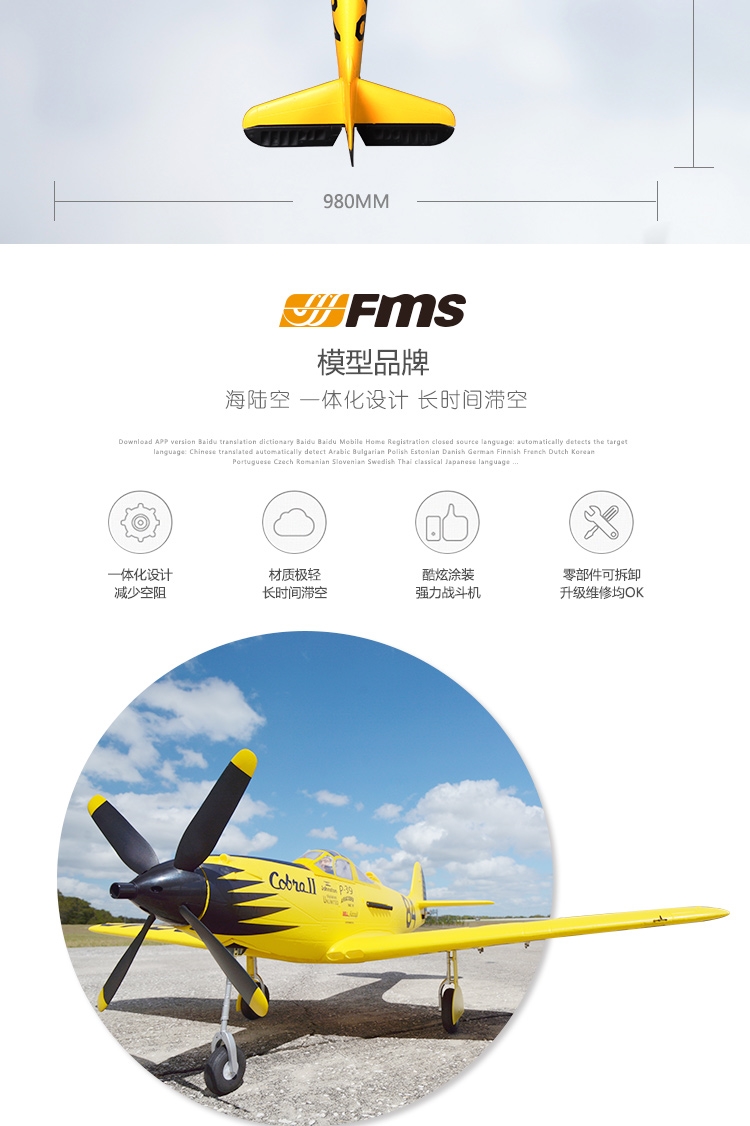 980MM
Fms
模型品牌
海陆空 一体化设计 长时间滞空
Download APP version Baidu translation dictionary Baidu Baidu Mobile Home Registration closed source language: automatically detects the target
language: Chinese translated automatically detect Arabic Bulgarian Polish Estonian Danish German Finnish French Dutch Korean
Portuguese Czech Romanian Slovenian Swedish Thai classical Japanese language ...
一体化设计
减少空阻
材质极轻
长时间滞空
酷炫涂装
强力战斗机
零部件可拆卸
升级维修均OK
Cobra II
P-39
84